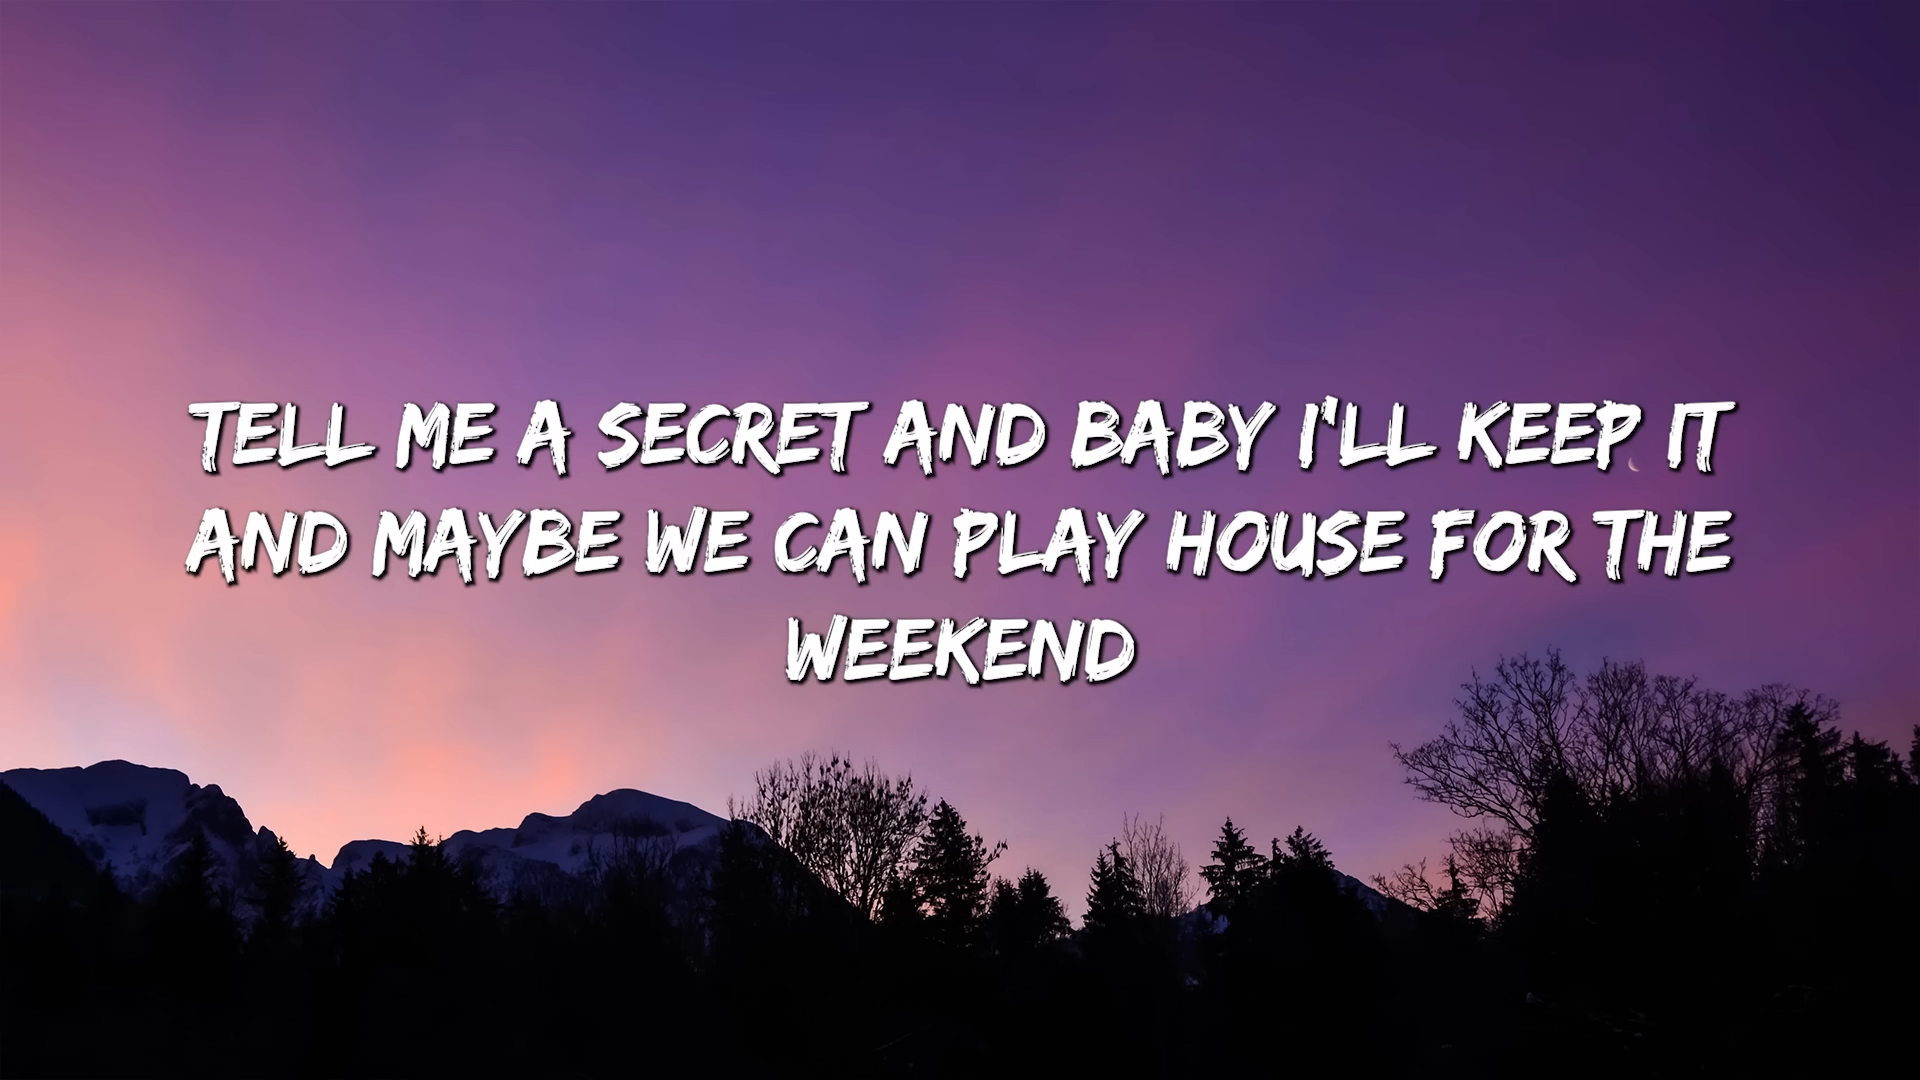 TELL ME A SECRET AND BABY I'LL KEEP IT
AND MAYBE WE CAN PLAY HOUSE FOR THE
WEEKEND